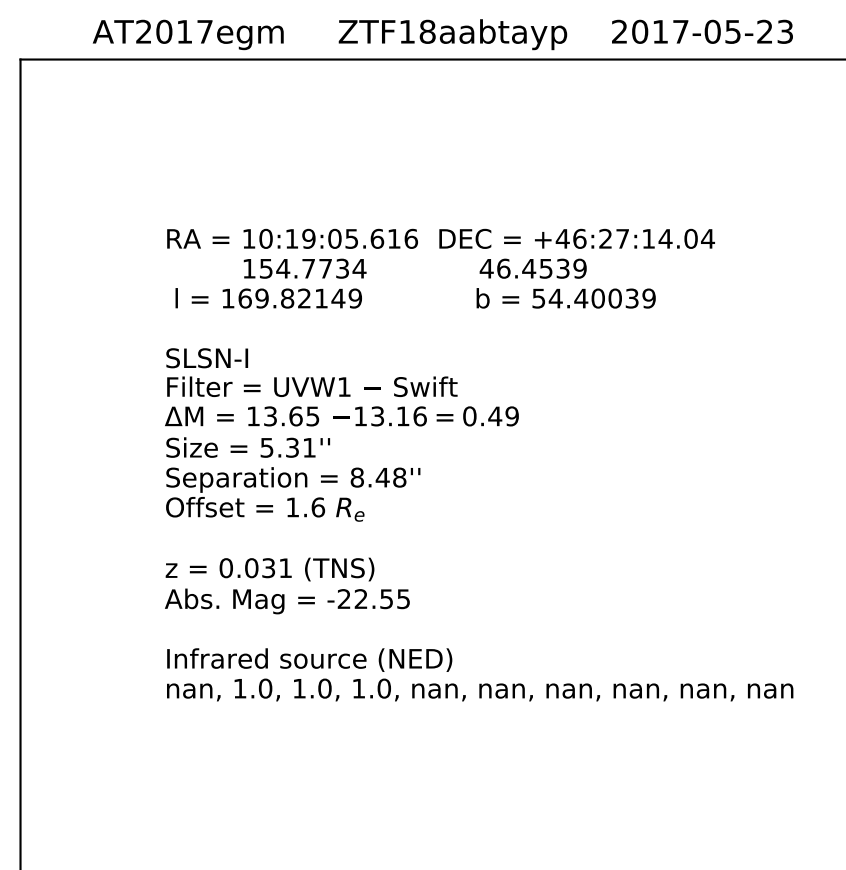 AT2017egm ZTF18aabtayp 2017-05-23
RA = 10:19:05.616 DEC = +46:27:14.04
154.7734 46.4539
l = 169.82149 b = 54.40039
SLSN-I
Filter = UVW1 − Swift
ΔM = 13.65 −13.16 = 0.49
Size = 5.31''
Separation = 8.48''
Offset = 1.6 Rₑ
z = 0.031 (TNS)
Abs. Mag = -22.55
Infrared source (NED)
nan, 1.0, 1.0, 1.0, nan, nan, nan, nan, nan, nan